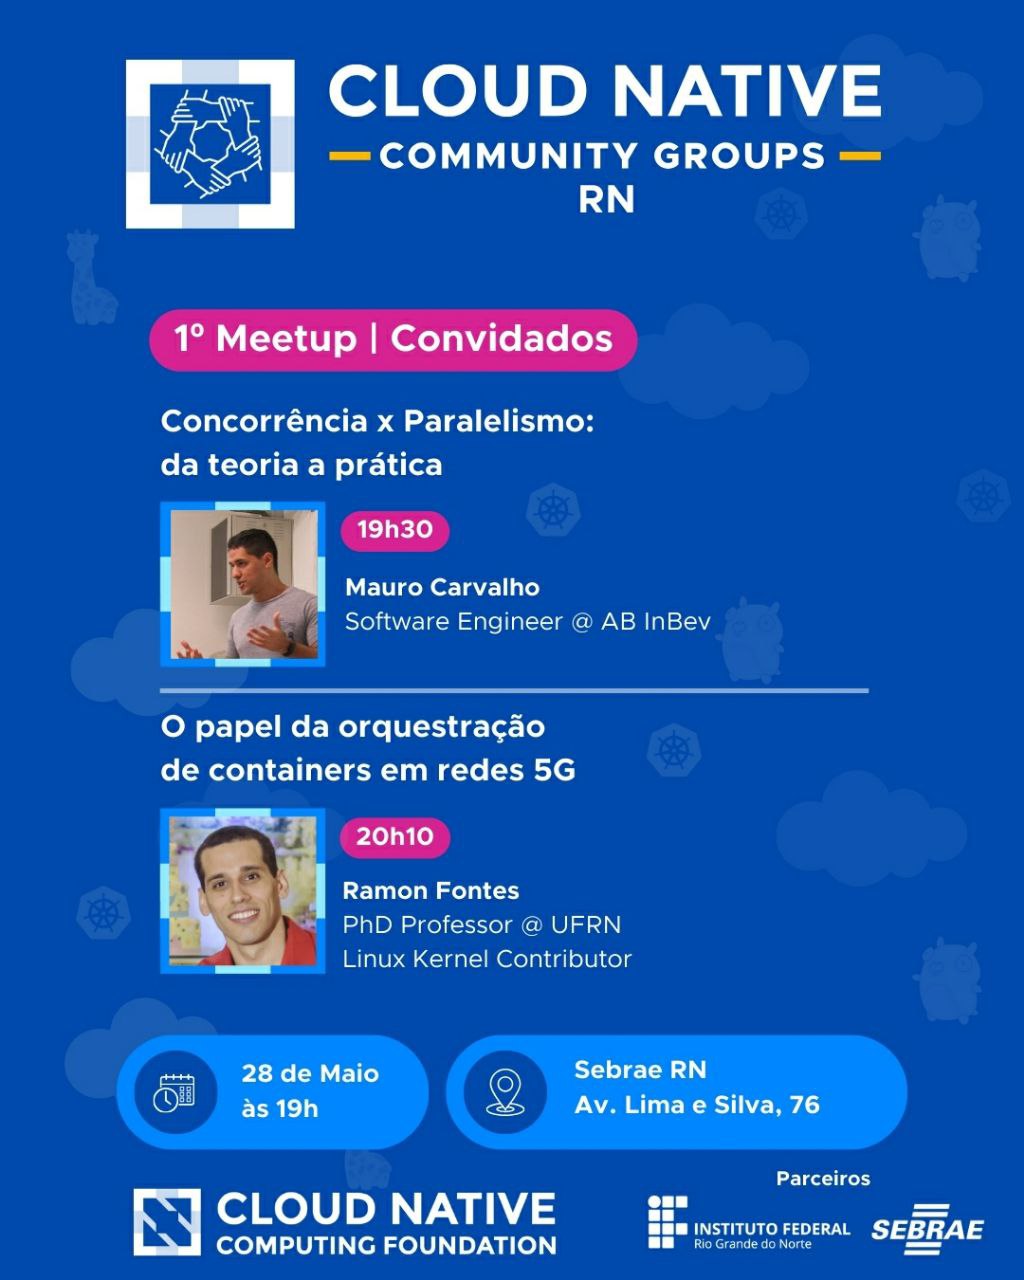 CLOUD NATIVE
COMMUNITY GROUPS
RN
1º Meetup | Convidados
Concorrência x Paralelismo:
da teoria a prática
19h30
Mauro Carvalho
Software Engineer @ AB InBev
O papel da orquestração
de containers em redes 5G
20h10
Ramon Fontes
PhD Professor @ UFRN
Linux Kernel Contributor
28 de Maio
às 19h
Sebrae RN
Av. Lima e Silva, 76
Parceiros
CLOUD NATIVE
COMPUTING FOUNDATION
INSTITUTO FEDERAL
Rio Grande do Norte
SEBRAE